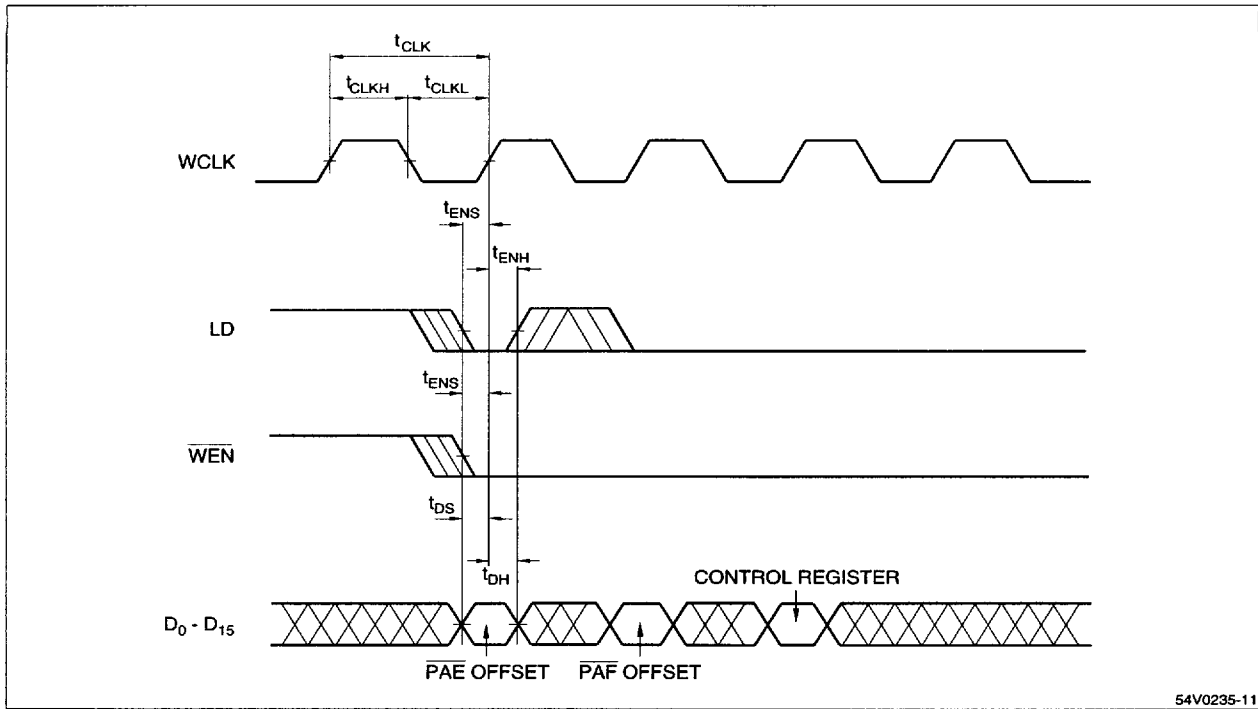 tCLK
tCLKH tCLKL
WCLK
tENS
tENH
LD
tENS
WEN
tDS
tDH
CONTROL REGISTER
D0 - D15
PAE OFFSET PAF OFFSET
54V0235-11